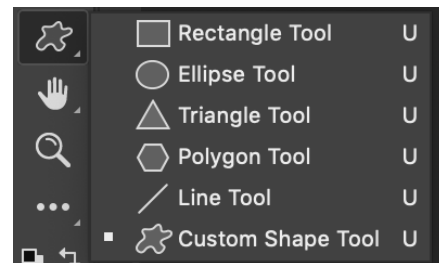 Rectangle Tool U
Ellipse Tool U
Triangle Tool U
Polygon Tool U
Line Tool U
Custom Shape Tool U